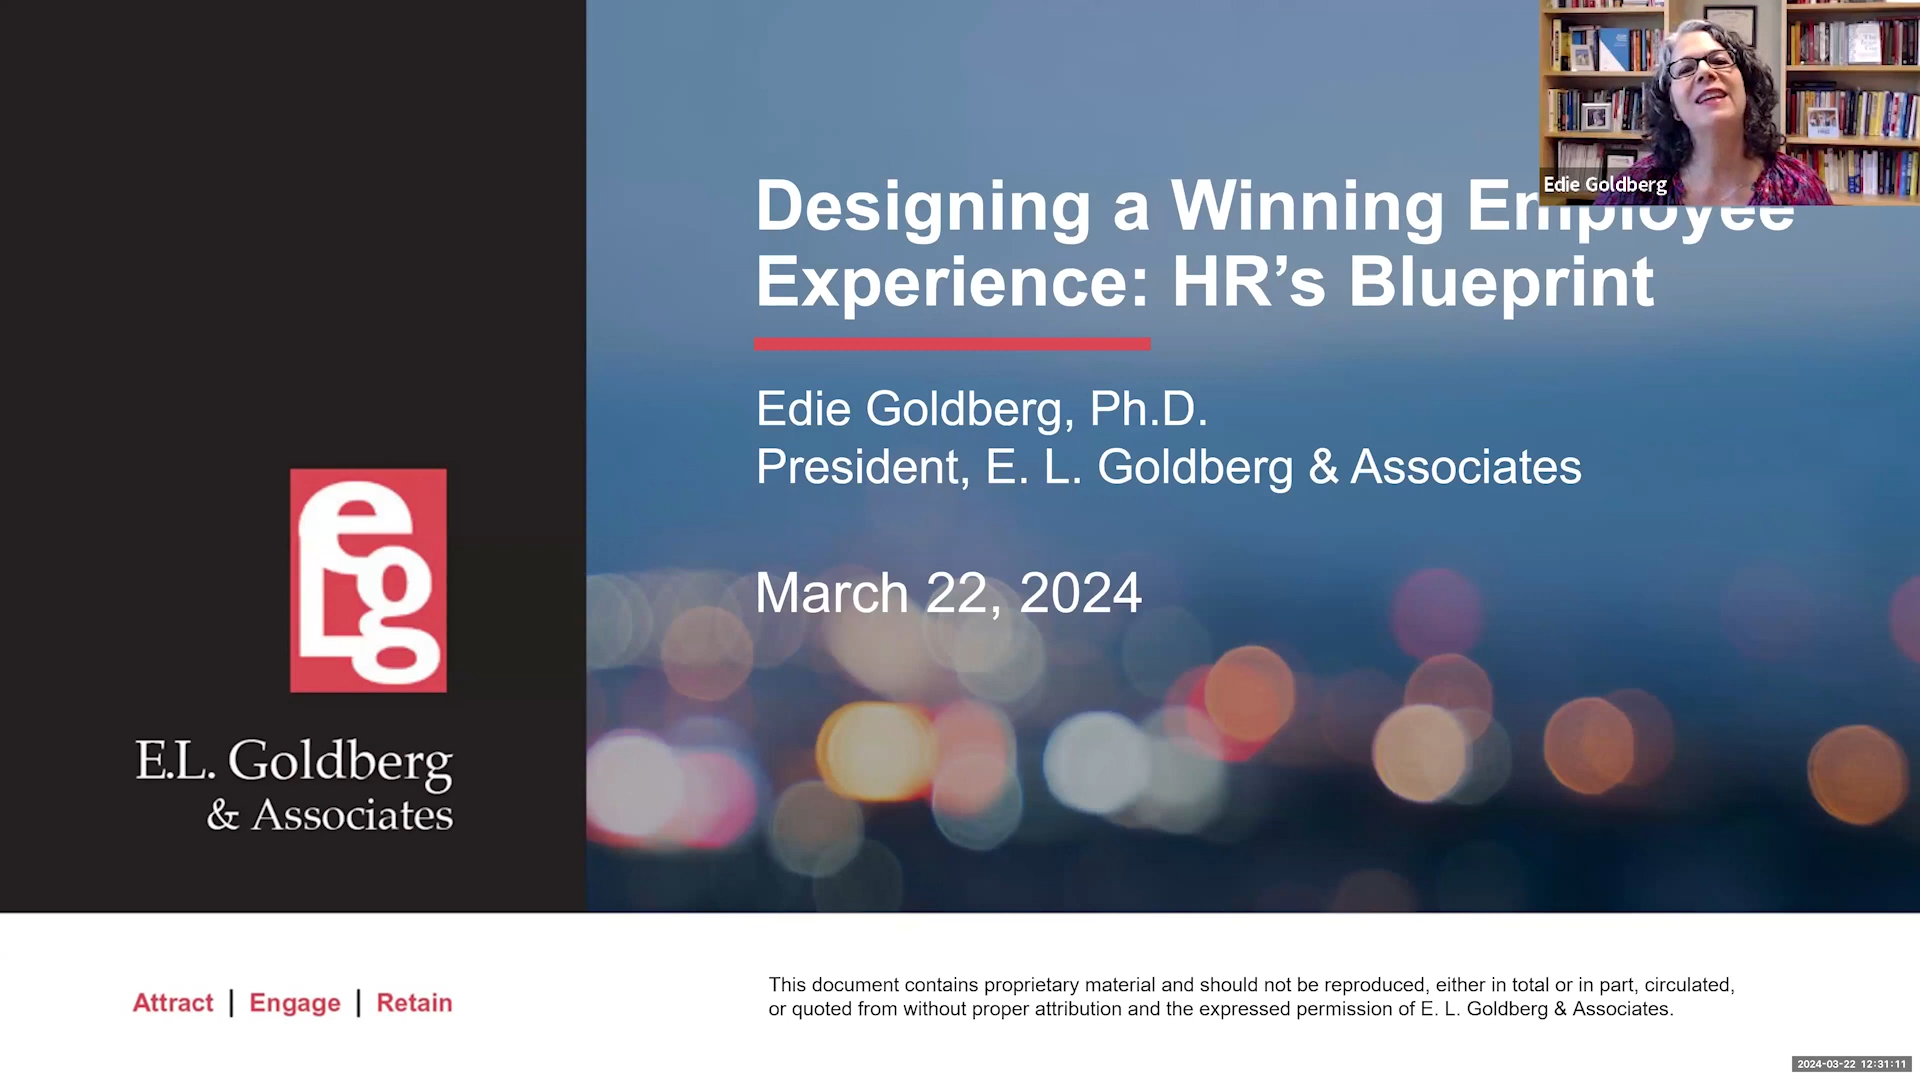 Edie Goldberg
Designing a Winning Employee
Experience: HR's Blueprint
Edie Goldberg, Ph.D.
President, E. L. Goldberg & Associates
March 22, 2024
eLgg
E.L. Goldberg
& Associates
Attract | Engage | Retain
This document contains proprietary material and should not be reproduced, either in total or in part, circulated,
or quoted from without proper attribution and the expressed permission of E. L. Goldberg & Associates.
2024-03-22 12:31:11